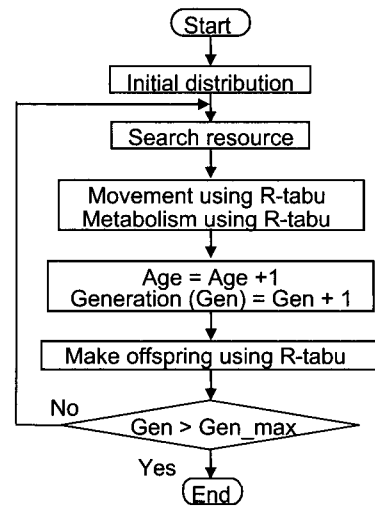 Start
Initial distribution
Search resource
Movement using R-tabu
Metabolism using R-tabu
Age = Age +1
Generation (Gen) = Gen + 1
Make offspring using R-tabu
No
Gen > Gen_max
Yes
End